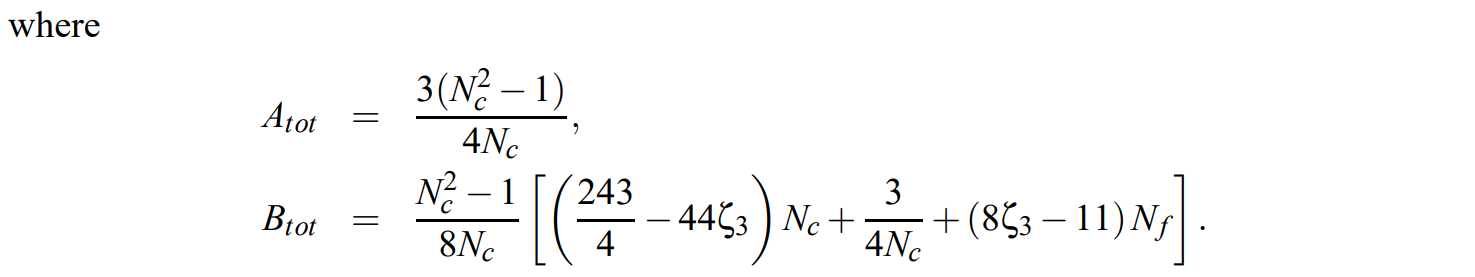 where
A_{tot} = \frac{3(N_c^2 - 1)}{4N_c},
B_{tot} = \frac{N_c^2 - 1}{8N_c} \left[ \left( \frac{243}{4} - 44\zeta_3 \right) N_c + \frac{3}{4N_c} + (8\zeta_3 - 11) N_f \right].